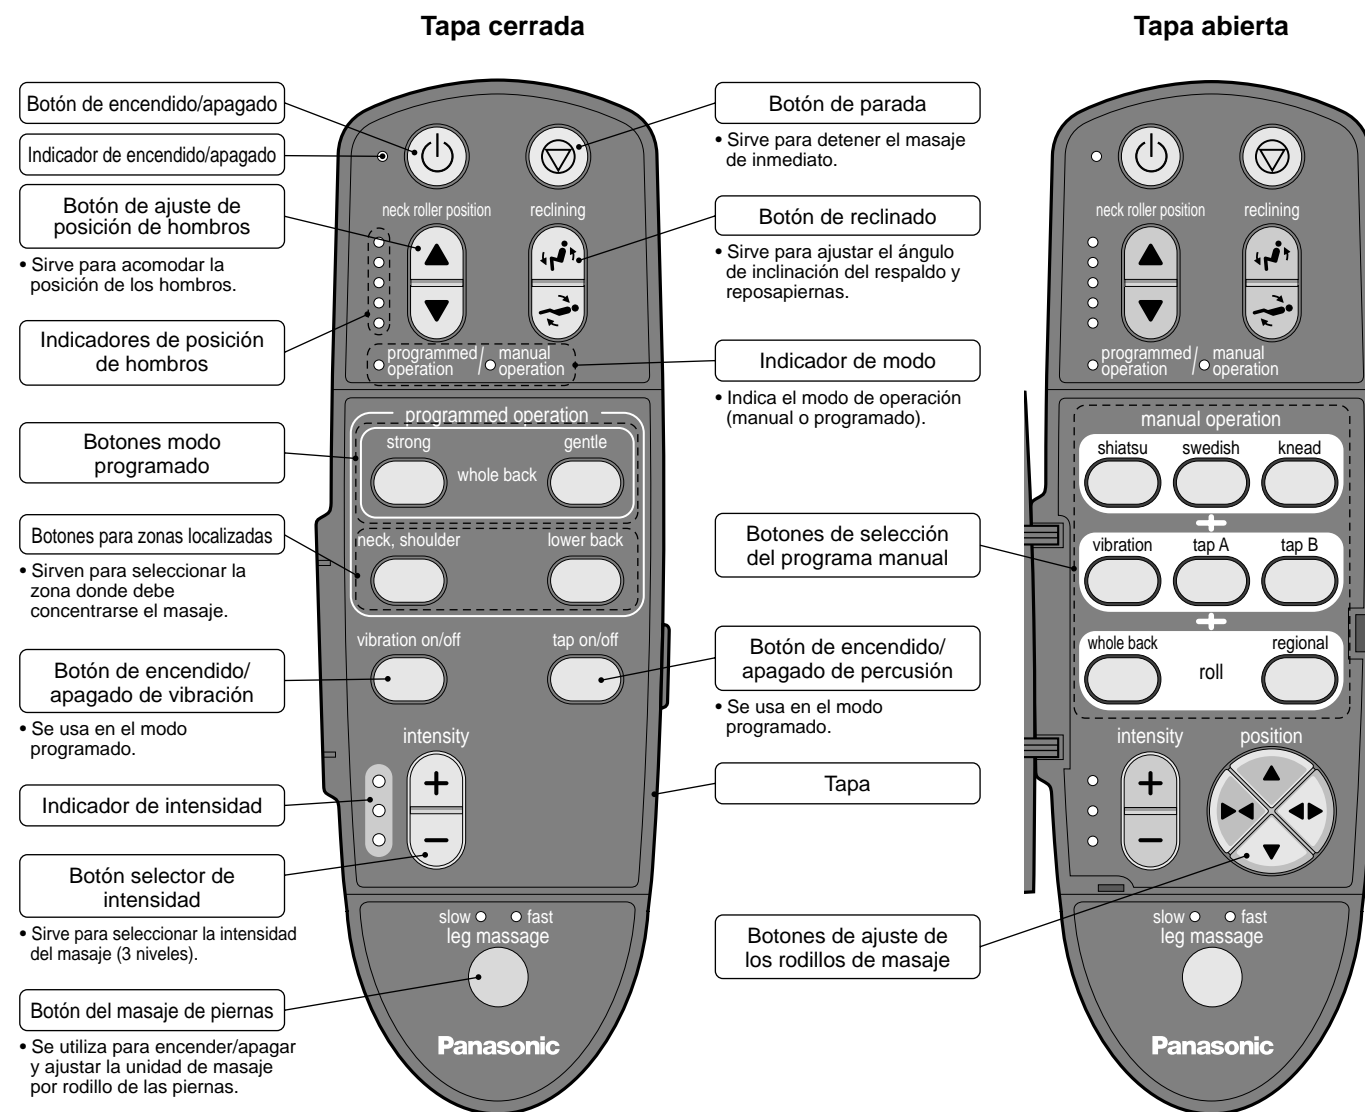 Tapa cerrada
Tapa abierta
Botón de encendido/apagado
Indicador de encendido/apagado
Botón de ajuste de
posición de hombros
• Sirve para acomodar la
posición de los hombros.
Indicadores de posición
de hombros
Botones modo
programado
Botones para zonas localizadas
• Sirven para seleccionar la
zona donde debe
concentrarse el masaje.
Botón de encendido/
apagado de vibración
• Se usa en el modo
programado.
Indicador de intensidad
Botón selector de
intensidad
• Sirve para seleccionar la intensidad
del masaje (3 niveles).
Botón del masaje de piernas
• Se utiliza para encender/apagar
y ajustar la unidad de masaje
por rodillo de las piernas.
neck roller position
reclining
programmed operation / manual operation
programmed operation
strong
gentle
whole back
neck, shoulder
lower back
vibration on/off
tap on/off
intensity
slow
fast
leg massage
Panasonic
Botón de parada
• Sirve para detener el masaje
de inmediato.
Botón de reclinado
• Sirve para ajustar el ángulo
de inclinación del respaldo y
reposapiernas.
Indicador de modo
• Indica el modo de operación
(manual o programado).
Botones de selección
del programa manual
Botón de encendido/
apagado de percusión
• Se usa en el modo
programado.
Tapa
Botones de ajuste de
los rodillos de masaje
neck roller position
reclining
programmed operation / manual operation
manual operation
shiatsu
swedish
knead
vibration
tap A
tap B
whole back
roll
regional
intensity
position
slow
fast
leg massage
Panasonic